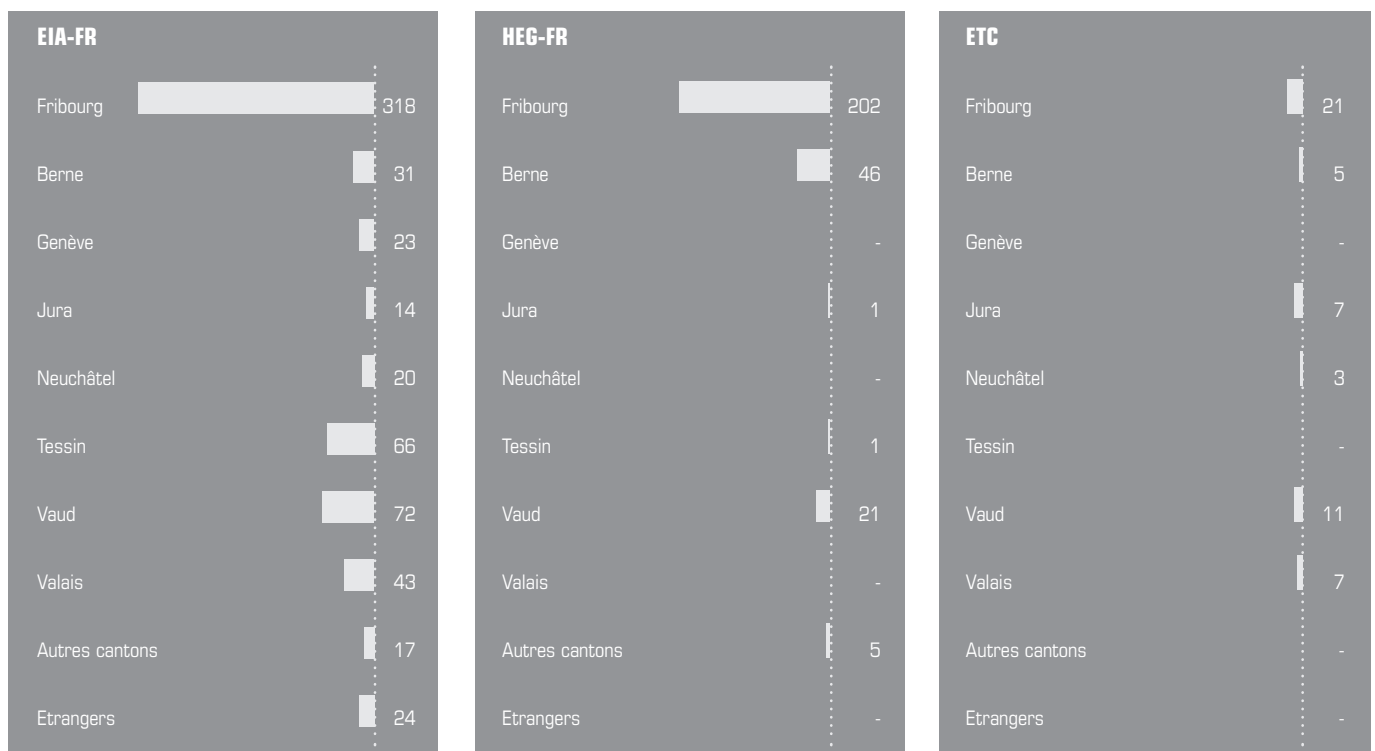 EIA-FR
Fribourg 318
Berne 31
Genève 23
Jura 14
Neuchâtel 20
Tessin 66
Vaud 72
Valais 43
Autres cantons 17
Etrangers 24
HEG-FR
Fribourg 202
Berne 46
Genève -
Jura 1
Neuchâtel -
Tessin 1
Vaud 21
Valais -
Autres cantons 5
Etrangers -
ETC
Fribourg 21
Berne 5
Genève -
Jura 7
Neuchâtel 3
Tessin -
Vaud 11
Valais 7
Autres cantons -
Etrangers -